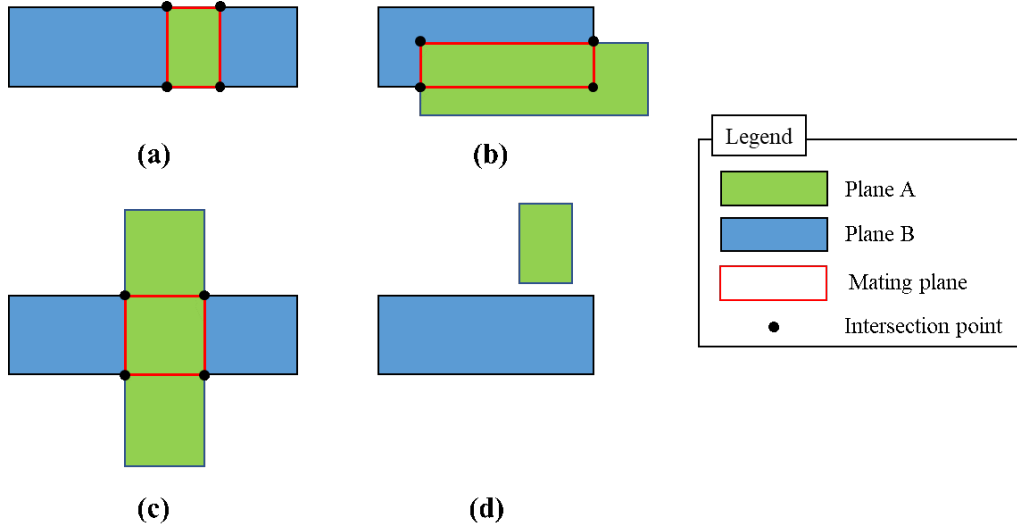 (a)
(b)
Legend
Plane A
Plane B
Mating plane
Intersection point
(c)
(d)